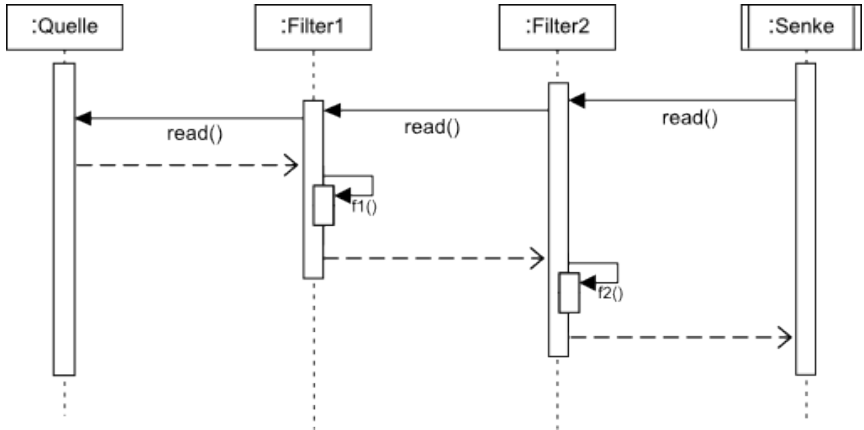 :Quelle
:Filter1
:Filter2
:Senke
read()
read()
read()
f1()
f2()